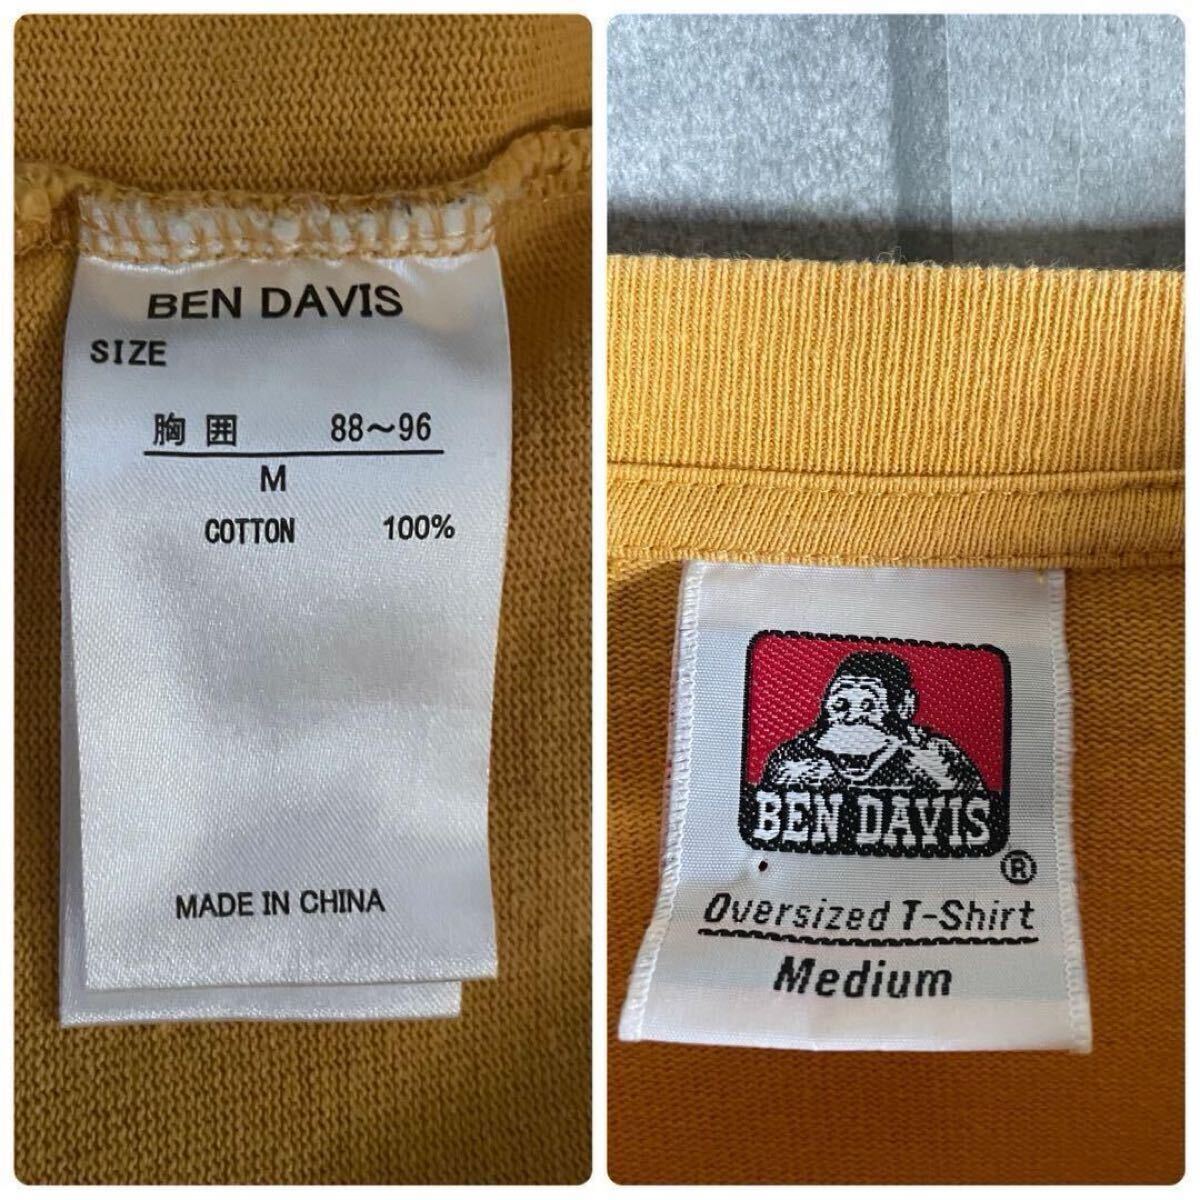 BEN DAVIS
SIZE
胸囲 88～96
M
COTTON 100%
MADE IN CHINA
BEN DAVIS
®
Oversized T-Shirt
Medium